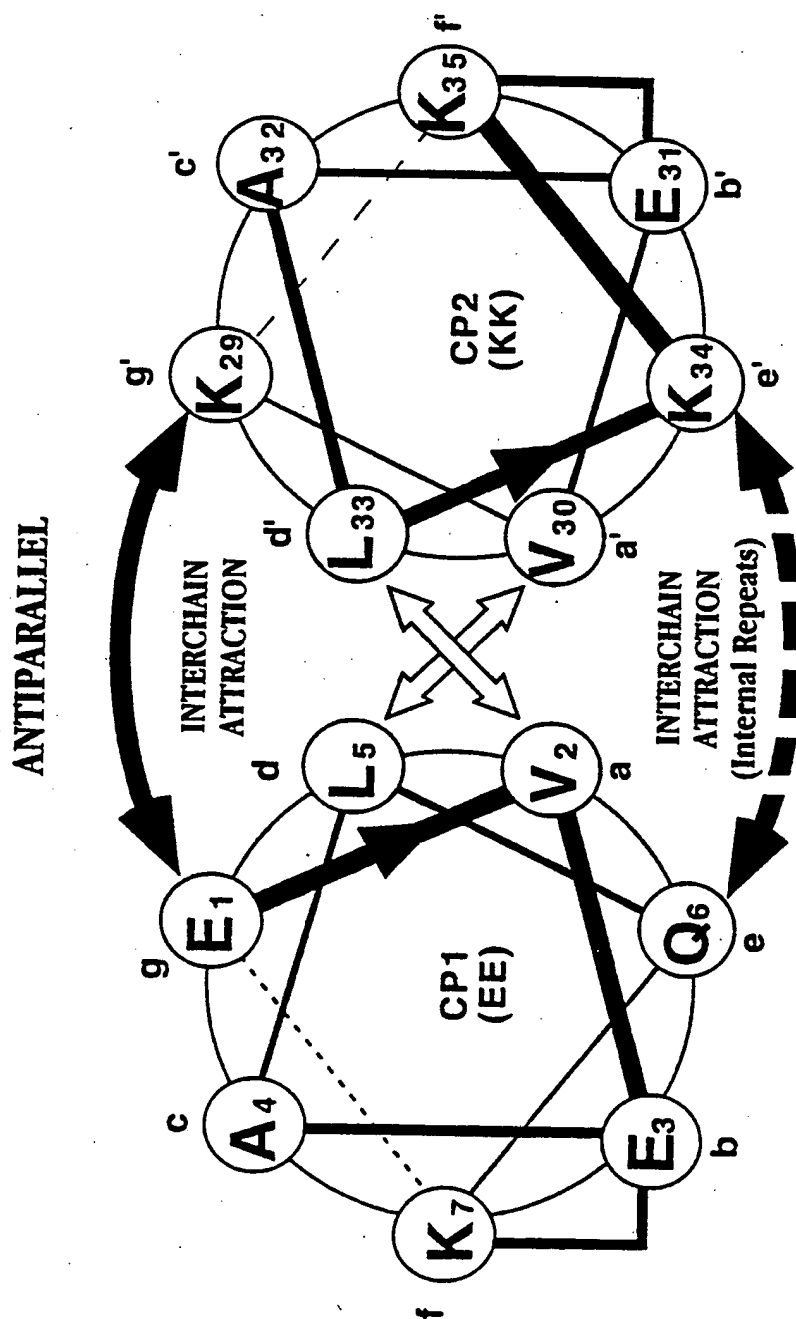 ANTIPARALLEL
INTERCHAIN
ATTRACTION
g
E1
d
L5
c
A4
f
K7
CP1
(EE)
V2
a
E3
b
Q6
e
g'
K29
c'
A32
f'
K35
d'
L33
CP2
(KK)
V30
a'
E31
b'
K34
e'
INTERCHAIN
ATTRACTION
(Internal Repeats)